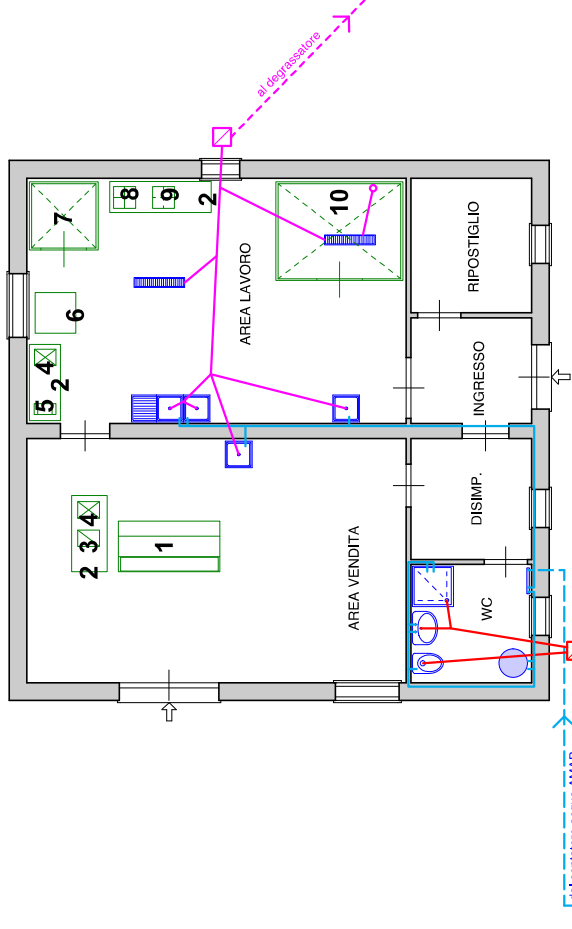 al degrassatore
7
8
9
2
10
6
5
4
2
AREA LAVORO
RIPOSTIGLIO
INGRESSO
2
3
4
1
AREA VENDITA
DISIMP.
WC